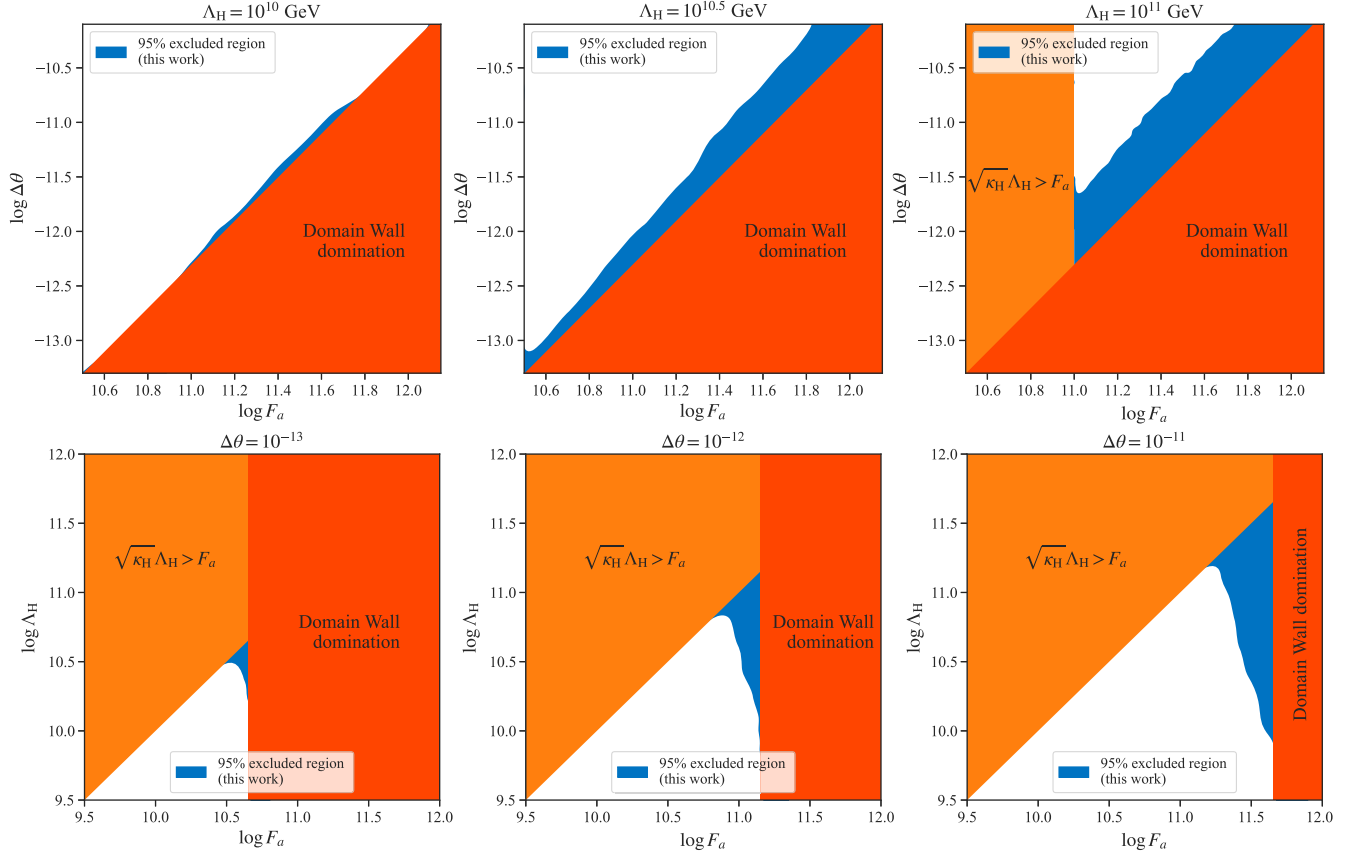 Λ_H = 10^10 GeV
95% excluded region
(this work)
Domain Wall
domination
log Δθ
−10.5
−11.0
−11.5
−12.0
−12.5
−13.0
10.8 10.6 11.0 11.2 11.4 11.6 11.8 12.0
log F_a
Λ_H = 10^10.5 GeV
95% excluded region
(this work)
Domain Wall
domination
−10.5
−11.0
−11.5
−12.0
−12.5
−13.0
10.6 10.8 11.0 11.2 11.4 11.6 11.8 12.0
log F_a
Λ_H = 10^11 GeV
95% excluded region
(this work)
√κ_H Λ_H > F_a
Domain Wall
domination
log Δθ
−10.5
−11.0
−11.5
−12.0
−12.5
−13.0
10.6 10.8 11.0 11.2 11.4 11.6 11.8 12.0
log F_a
Δθ = 10^−13
√κ_H Λ_H > F_a
Domain Wall
domination
95% excluded region
(this work)
log Λ_H
12.0
11.5
11.0
10.5
10.0
9.5
9.5 10.0 10.5 11.0 11.5 12.0
log F_a
Δθ = 10^−12
√κ_H Λ_H > F_a
Domain Wall
domination
95% excluded region
(this work)
log Λ_H
12.0
11.5
11.0
10.5
10.0
9.5
9.5 10.0 10.5 11.0 11.5 12.0
log F_a
Δθ = 10^−11
√κ_H Λ_H > F_a
Domain Wall domination
95% excluded region
(this work)
log Λ_H
12.0
11.5
11.0
10.5
10.0
9.5
9.5 10.0 10.5 11.0 11.5 12.0
log F_a